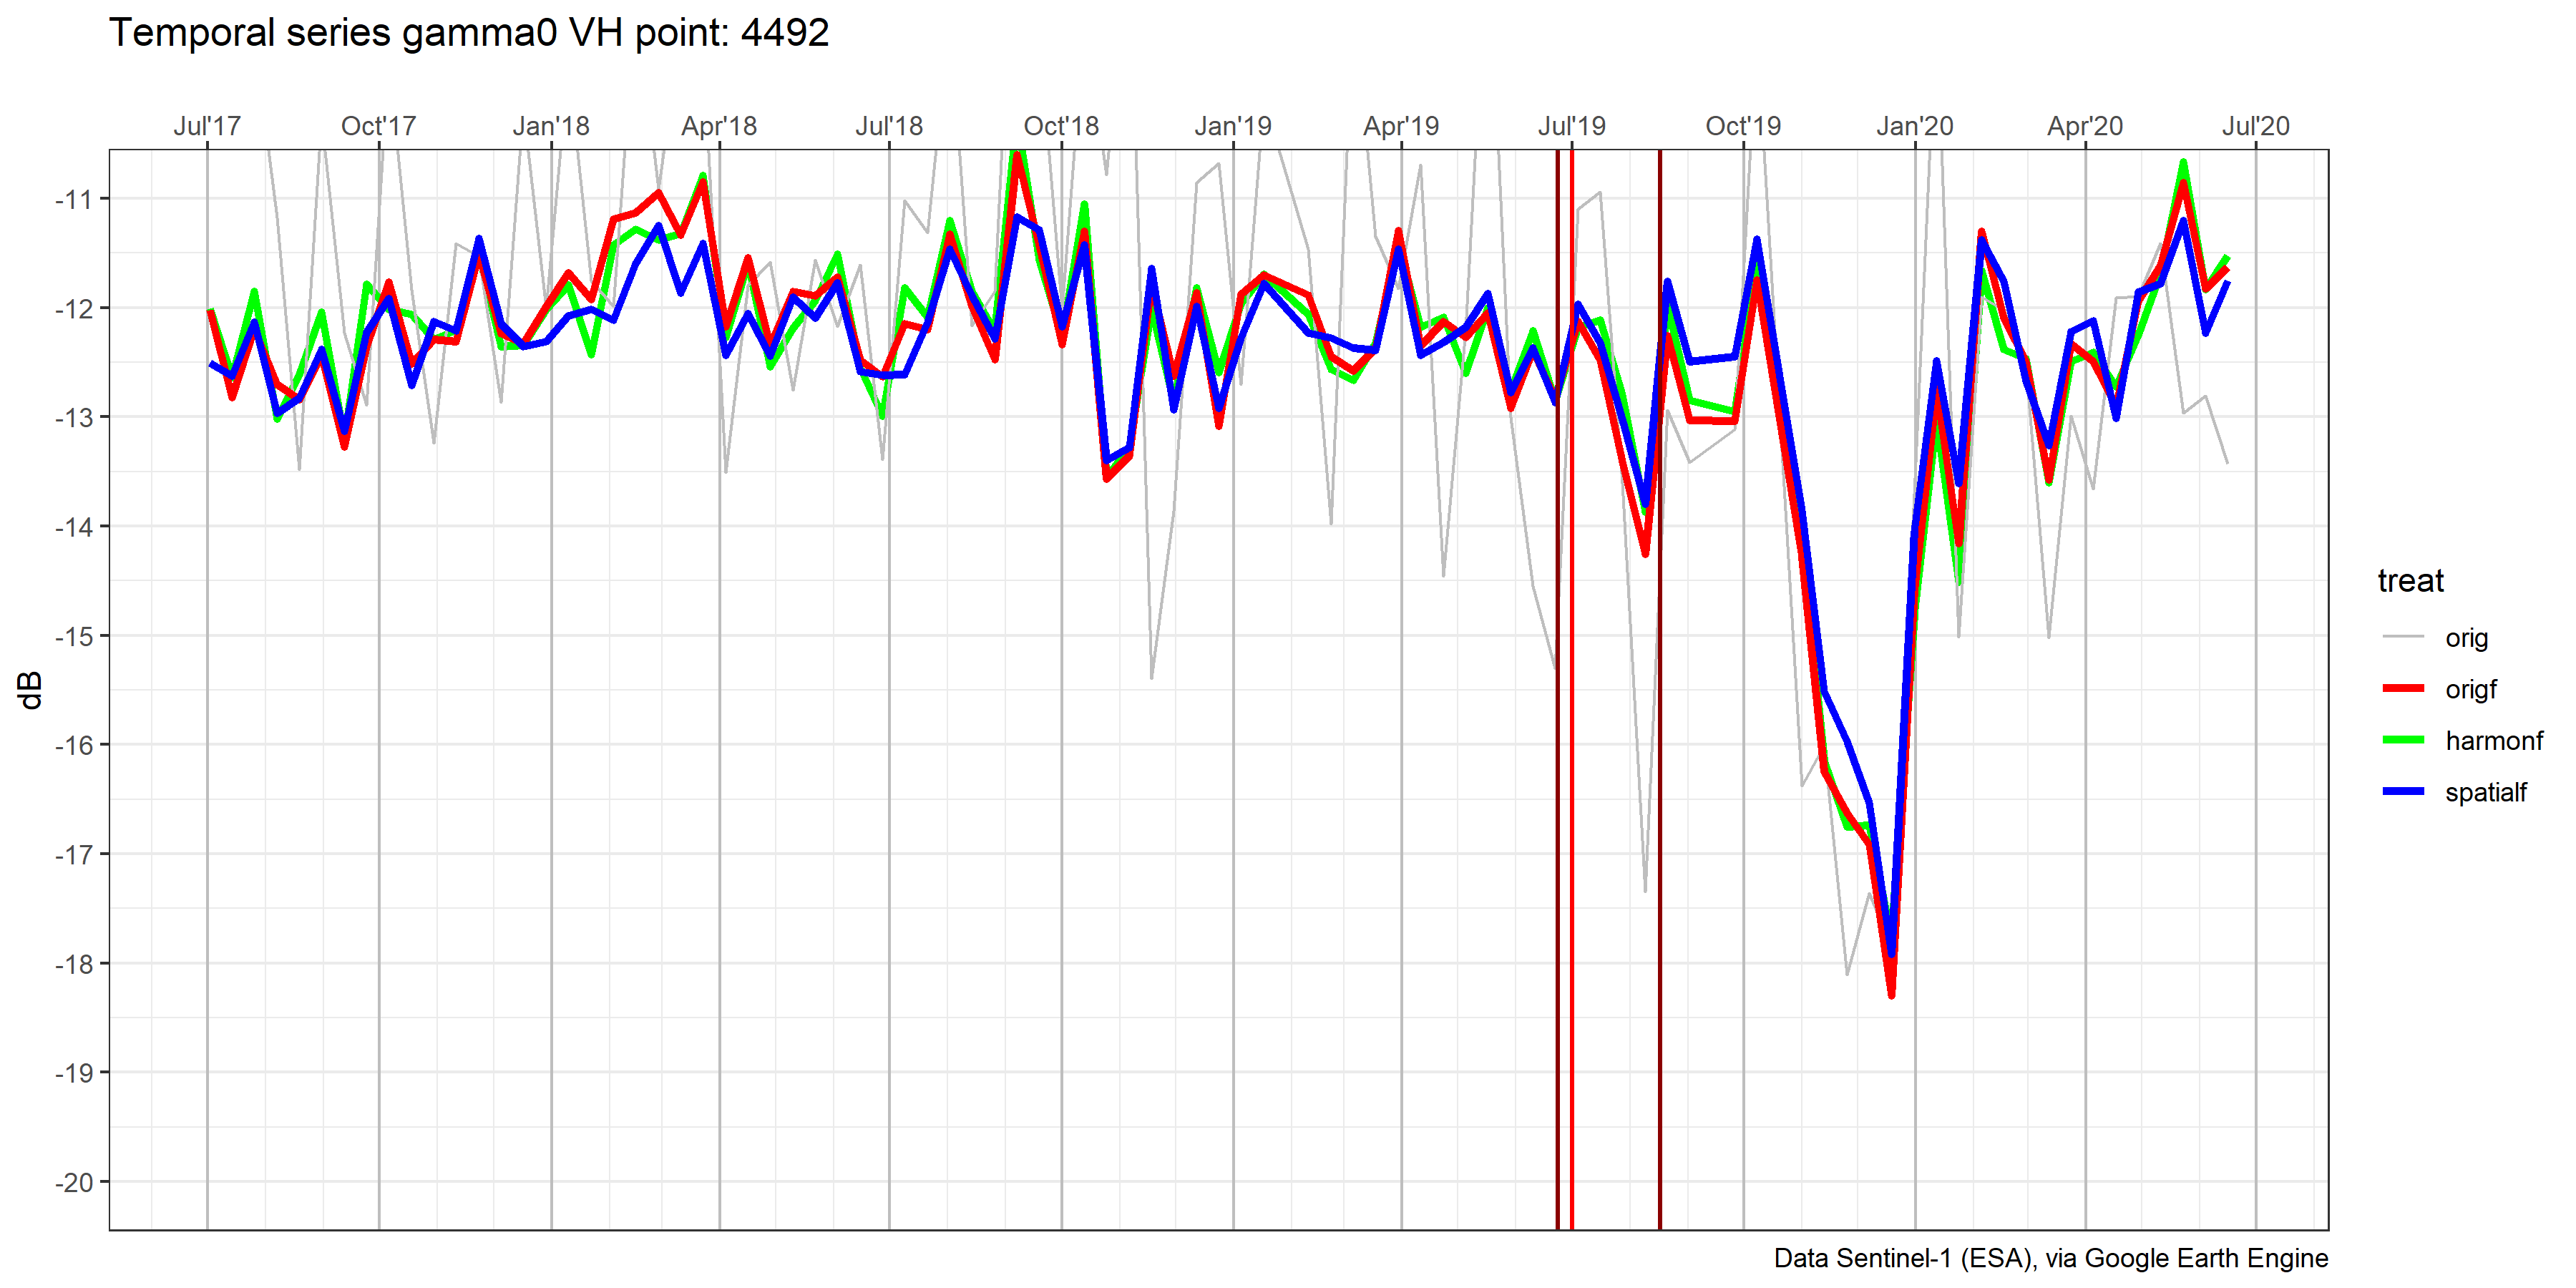 Temporal series gamma0 VH point: 4492
Jul'17 Oct'17 Jan'18 Apr'18 Jul'18 Oct'18 Jan'19 Apr'19 Jul'19 Oct'19 Jan'20 Apr'20 Jul'20
-11
-12
-13
-14
-15
-16
-17
-18
-19
-20
dB
treat
orig
origf
harmonf
spatialf
Data Sentinel-1 (ESA), via Google Earth Engine